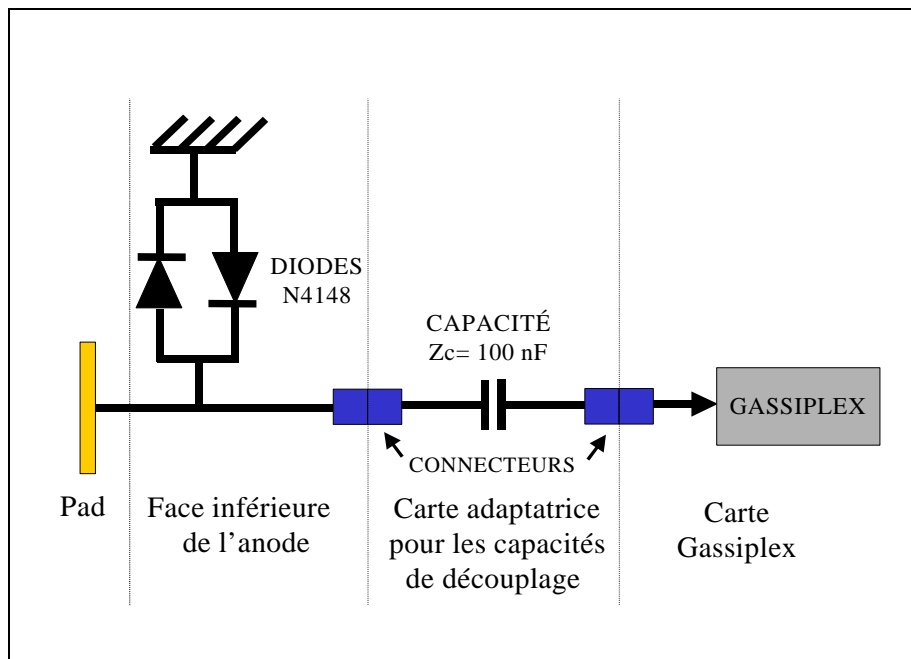 DIODES
N4148
CAPACITÉ
Zc= 100 nF
GASSIPLEX
CONNECTEURS
Pad
Face inférieure
de l’anode
Carte adaptatrice
pour les capacités
de découplage
Carte
Gassiplex